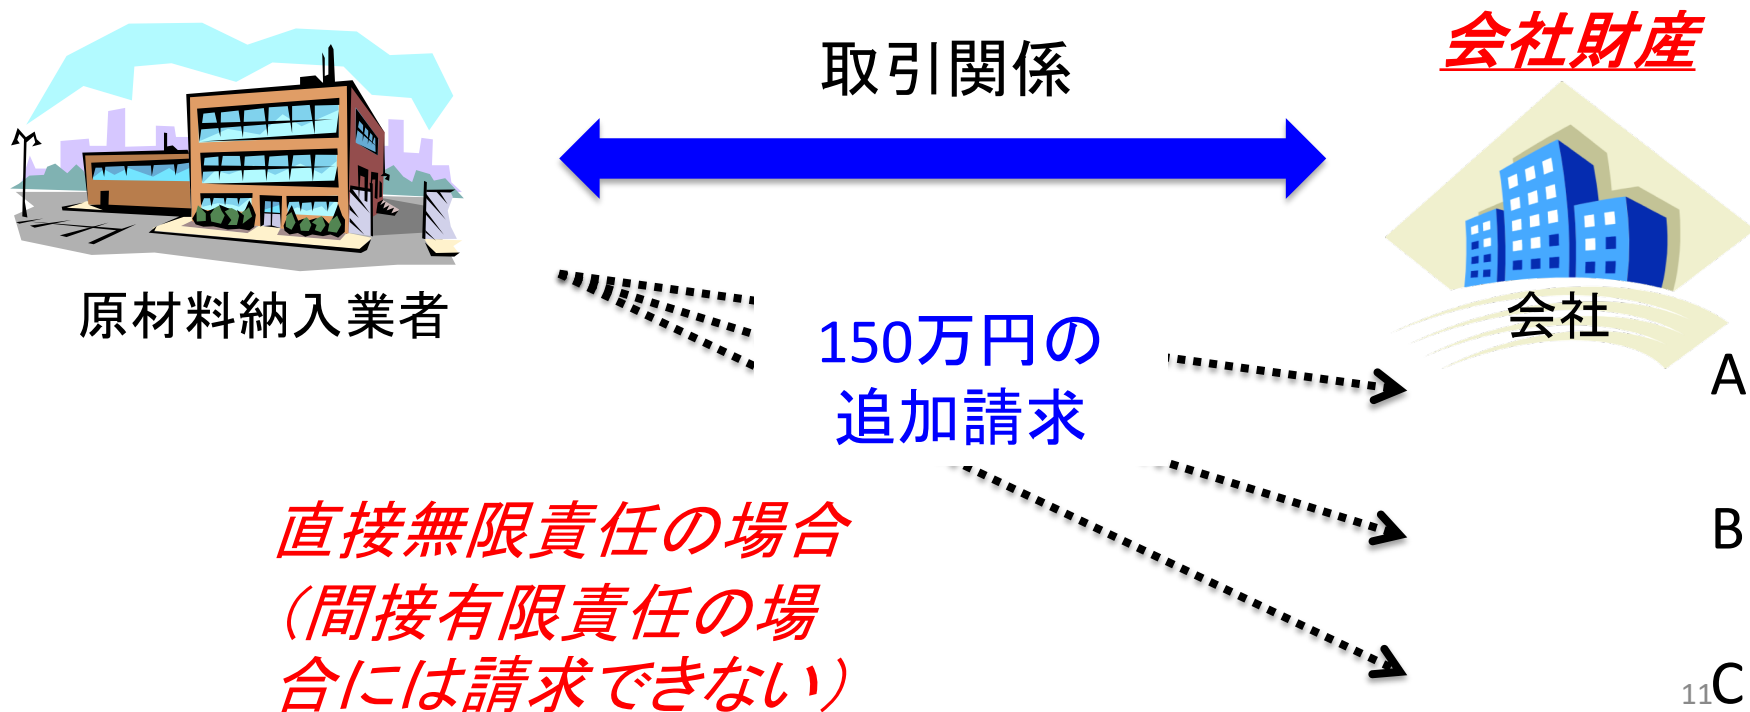 会社財産
取引関係
原材料納入業者
会社
150万円の
追加請求
A
B
直接無限責任の場合
（間接有限責任の場
合には請求できない）
C
11